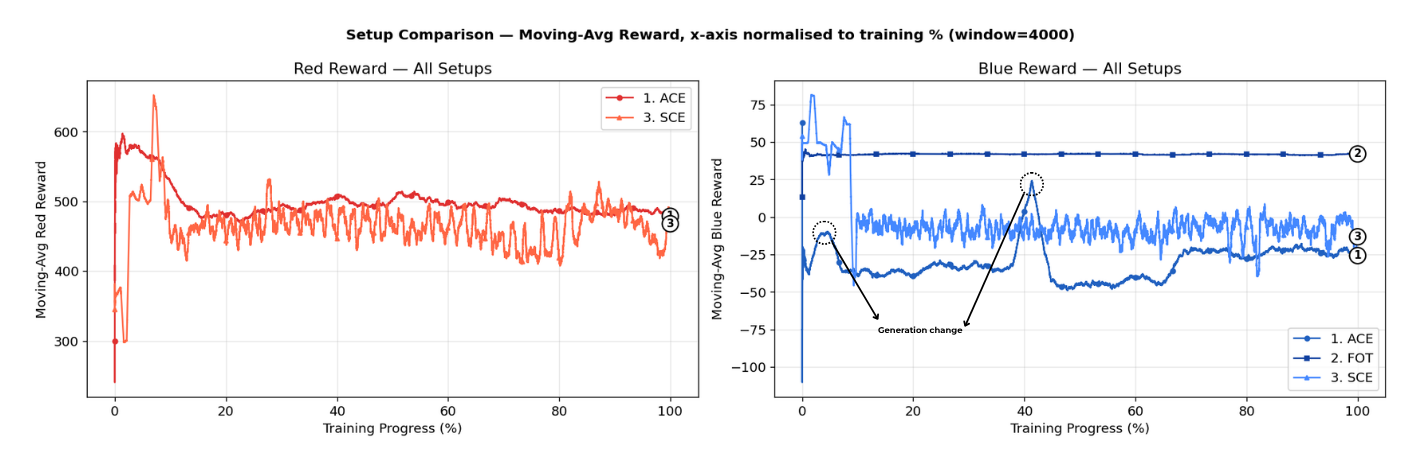 Setup Comparison — Moving-Avg Reward, x-axis normalised to training % (window=4000)
Red Reward — All Setups
Moving-Avg Red Reward
600
500
400
300
0
20
40
60
80
100
Training Progress (%)
1. ACE
3. SCE
1
3
Blue Reward — All Setups
Moving-Avg Blue Reward
75
50
25
0
−25
−50
−75
−100
0
20
40
60
80
100
Training Progress (%)
Generation change
2
3
1
1. ACE
2. FOT
3. SCE